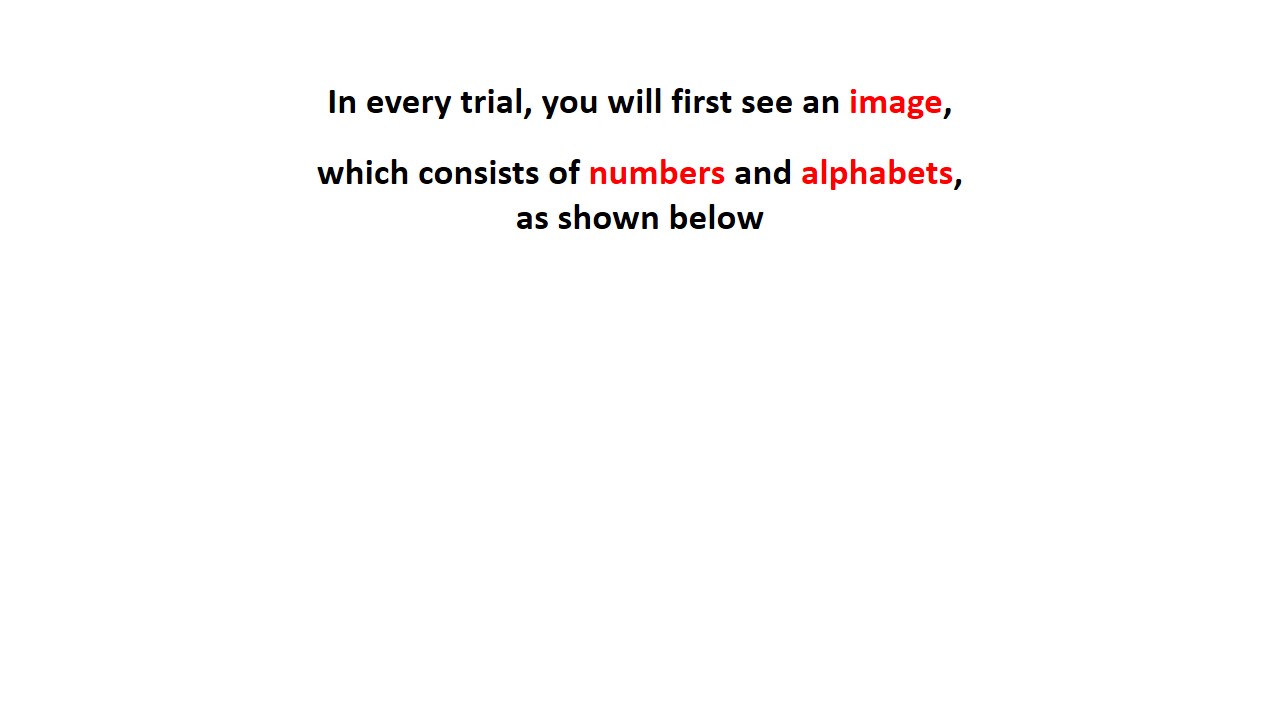 In every trial, you will first see an image,
which consists of numbers and alphabets,
as shown below